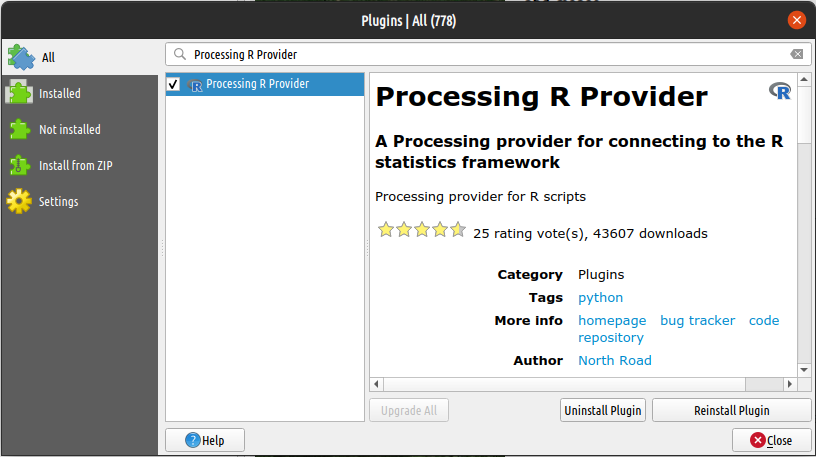 Plugins | All (778)
All
Installed
Not installed
Install from ZIP
Settings
Processing R Provider
Processing R Provider
Processing R Provider
R
A Processing provider for connecting to the R
statistics framework
Processing provider for R scripts
25 rating vote(s), 43607 downloads
Category Plugins
Tags python
More info homepage bug tracker code
repository
Author North Road
Upgrade All
Uninstall Plugin
Reinstall Plugin
Help
Close